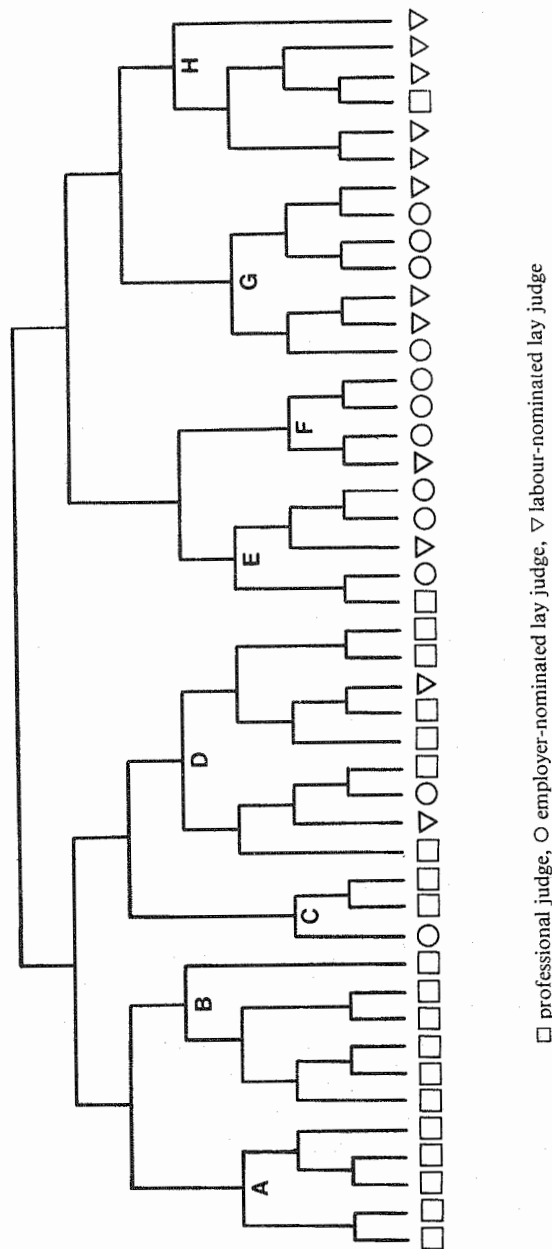 A
B
C
D
E
F
G
H
□ professional judge, ○ employer-nominated lay judge, ▽ labour-nominated lay judge